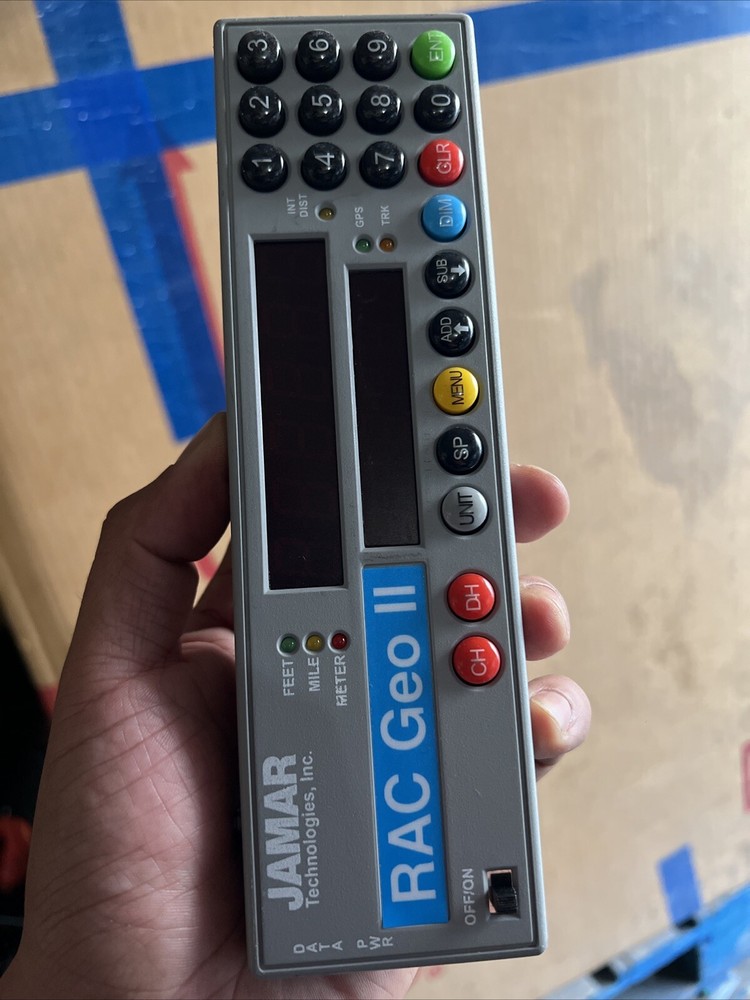 JAMAR
Technologies, Inc.
FEET
MILE
METER
INT
DIST
GPS
TRK
RAC Geo II
DATA
PWR
OFF/ON
CH
DH
UNIT
SP
MENU
ADD
SUB
DIM
1
2
3
4
5
6
7
8
9
CLR
0
ENT